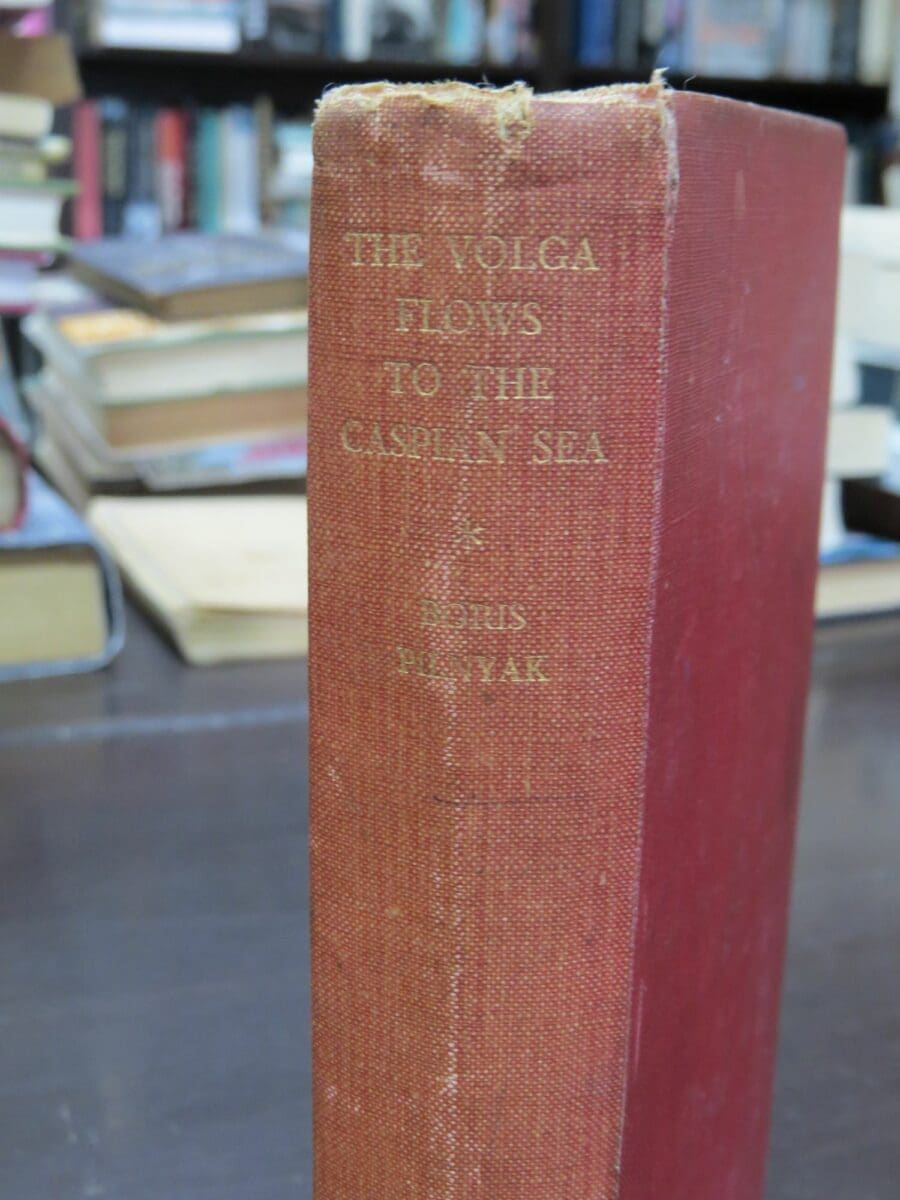 THE VOLGA
FLOWS
TO THE
CASPIAN SEA
*
BORIS
PILNYAK